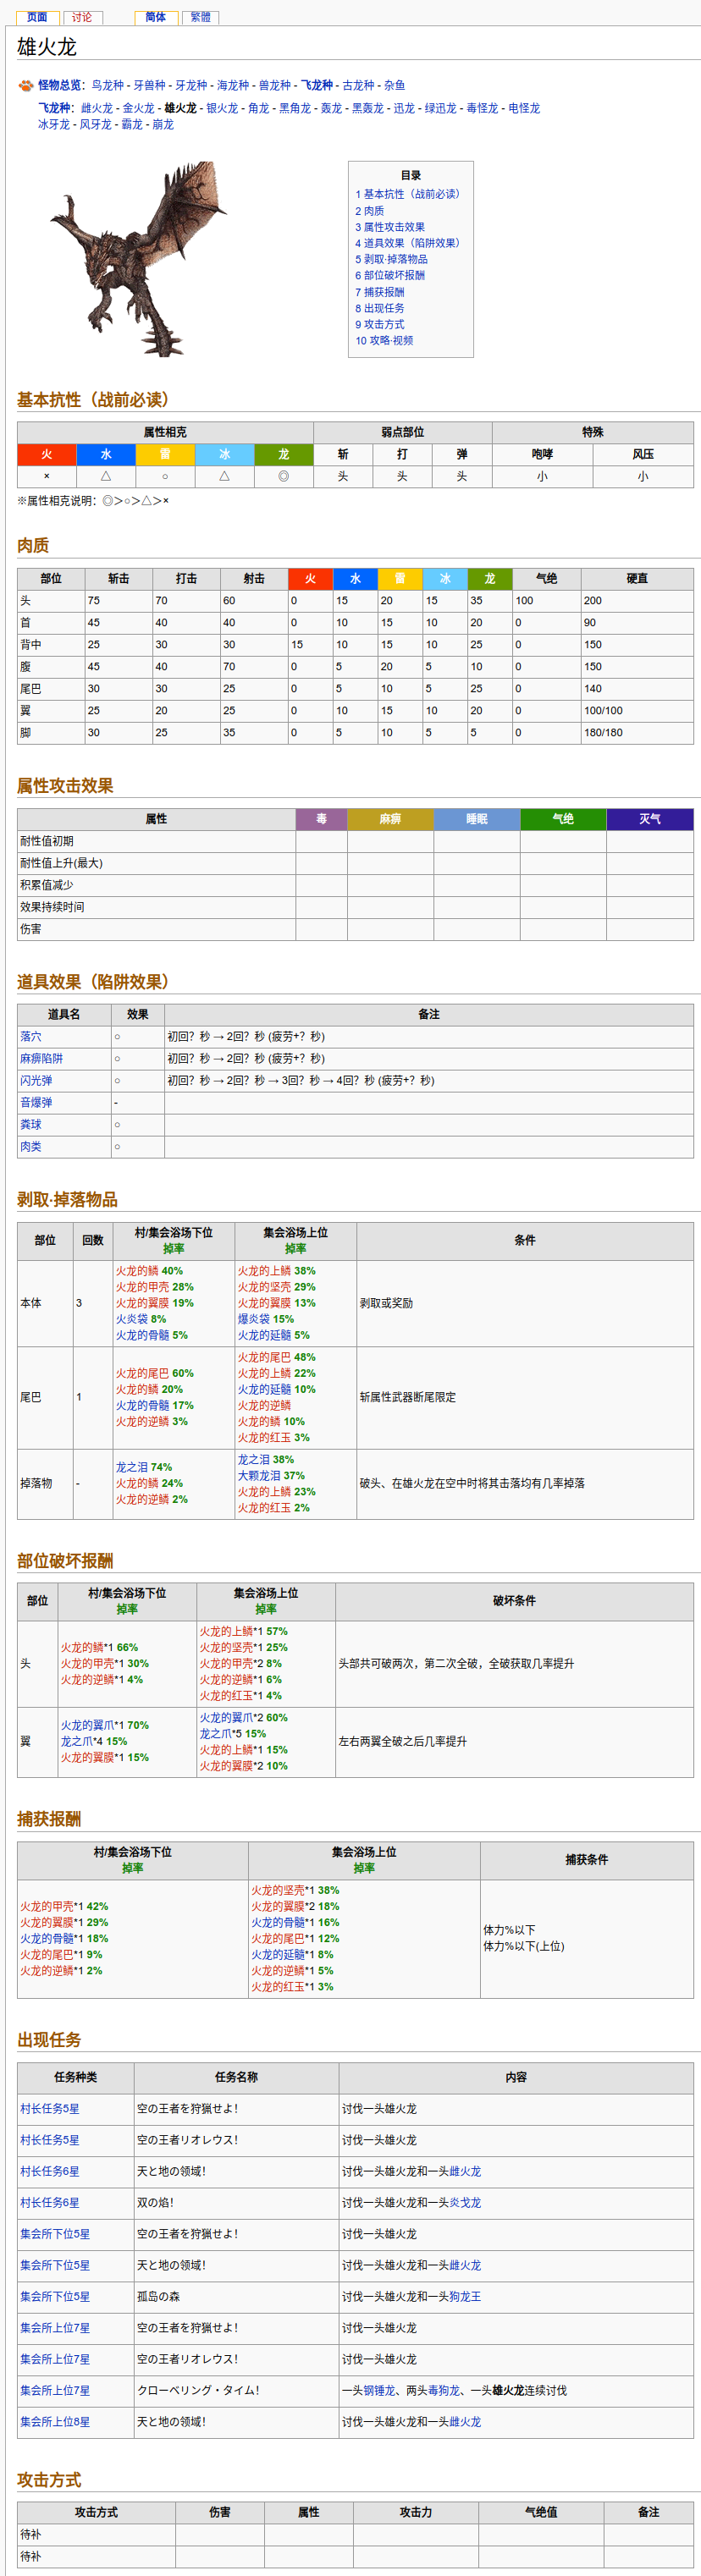 页面 讨论 简体 繁體
雄火龙
怪物总览：鸟龙种 - 牙兽种 - 牙龙种 - 海龙种 - 兽龙种 - 飞龙种 - 古龙种 - 杂鱼
飞龙种：雌火龙 - 金火龙 - 雄火龙 - 银火龙 - 角龙 - 黑角龙 - 轰龙 - 黑轰龙 - 迅龙 - 绿迅龙 - 毒怪龙 - 电怪龙
冰牙龙 - 风牙龙 - 霸龙 - 崩龙
目录
1 基本抗性（战前必读）
2 肉质
3 属性攻击效果
4 道具效果（陷阱效果）
5 剥取·掉落物品
6 部位破坏报酬
7 捕获报酬
8 出现任务
9 攻击方式
10 攻略·视频
基本抗性（战前必读）
属性相克 弱点部位 特殊
火 水 雷 冰 龙 斩 打 弹 咆哮 风压
× △ ○ △ ◎ 头 头 头 小 小
※属性相克说明：◎＞○＞△＞×
肉质
部位 斩击 打击 射击 火 水 雷 冰 龙 气绝 硬直
头 75 70 60 0 15 20 15 35 100 200
首 45 40 40 0 10 15 10 20 0 90
背中 25 30 30 15 10 15 10 25 0 150
腹 45 40 70 0 5 20 5 10 0 150
尾巴 30 30 25 0 5 10 5 25 0 140
翼 25 20 25 0 10 15 10 20 0 100/100
脚 30 25 35 0 5 10 5 5 0 180/180
属性攻击效果
属性 毒 麻痹 睡眠 气绝 灭气
耐性值初期
耐性值上升(最大)
积累值减少
效果持续时间
伤害
道具效果（陷阱效果）
道具名 效果 备注
落穴 ○ 初回？秒 → 2回？秒 (疲劳+？秒)
麻痹陷阱 ○ 初回？秒 → 2回？秒 (疲劳+？秒)
闪光弹 ○ 初回？秒 → 2回？秒 → 3回？秒 → 4回？秒 (疲劳+？秒)
音爆弹 -
粪球 ○
肉类 ○
剥取·掉落物品
部位 回数 村/集会浴场下位 集会浴场上位 条件
掉率 掉率
本体 3 剥取或奖励
火龙的鳞 40% 火龙的上鳞 38%
火龙的甲壳 28% 火龙的坚壳 29%
火龙的翼膜 19% 火龙的翼膜 13%
火炎袋 8% 爆炎袋 15%
火龙的骨髓 5% 火龙的延髓 5%
尾巴 1 斩属性武器断尾限定
火龙的尾巴 60%
火龙的鳞 20%
火龙的骨髓 17%
火龙的逆鳞 3%
火龙的尾巴 48%
火龙的上鳞 22%
火龙的延髓 10%
火龙的逆鳞
火龙的鳞 10%
火龙的红玉 3%
掉落物 - 破头、在雄火龙在空中时将其击落均有几率掉落
龙之泪 74%
火龙的鳞 24%
火龙的逆鳞 2%
龙之泪 38%
大颗龙泪 37%
火龙的上鳞 23%
火龙的红玉 2%
部位破坏报酬
部位 村/集会浴场下位 集会浴场上位 破坏条件
掉率 掉率
头 头部共可破两次，第二次全破，全破获取几率提升
火龙的鳞*1 66%
火龙的甲壳*1 30%
火龙的逆鳞*1 4%
火龙的上鳞*1 57%
火龙的坚壳*1 25%
火龙的甲壳*2 8%
火龙的逆鳞*1 6%
火龙的红玉*1 4%
翼 左右两翼全破之后几率提升
火龙的翼爪*1 70%
龙之爪*4 15%
火龙的翼膜*1 15%
火龙的翼爪*2 60%
龙之爪*5 15%
火龙的上鳞*1 15%
火龙的翼膜*2 10%
捕获报酬
村/集会浴场下位 集会浴场上位 捕获条件
掉率 掉率
火龙的甲壳*1 42%
火龙的翼膜*1 29%
火龙的骨髓*1 18%
火龙的尾巴*1 9%
火龙的逆鳞*1 2%
火龙的坚壳*1 38%
火龙的翼膜*2 18%
火龙的骨髓*1 16%
火龙的尾巴*1 12%
火龙的延髓*1 8%
火龙的逆鳞*1 5%
火龙的红玉*1 3%
体力%以下
体力%以下(上位)
出现任务
任务种类 任务名称 内容
村长任务5星 空の王者を狩猟せよ！ 讨伐一头雄火龙
村长任务5星 空の王者リオレウス！ 讨伐一头雄火龙
村长任务6星 天と地の领域！ 讨伐一头雄火龙和一头雌火龙
村长任务6星 双の焰！ 讨伐一头雄火龙和一头炎戈龙
集会所下位5星 空の王者を狩猟せよ！ 讨伐一头雄火龙
集会所下位5星 天と地の领域！ 讨伐一头雄火龙和一头雌火龙
集会所下位5星 孤岛の森 讨伐一头雄火龙和一头狗龙王
集会所上位7星 空の王者を狩猟せよ！ 讨伐一头雄火龙
集会所上位7星 空の王者リオレウス！ 讨伐一头雄火龙
集会所上位7星 クローベリング・タイム！ 一头钢锤龙、两头毒狗龙、一头雄火龙连续讨伐
集会所上位8星 天と地の领域！ 讨伐一头雄火龙和一头雌火龙
攻击方式
攻击方式 伤害 属性 攻击力 气绝值 备注
待补
待补